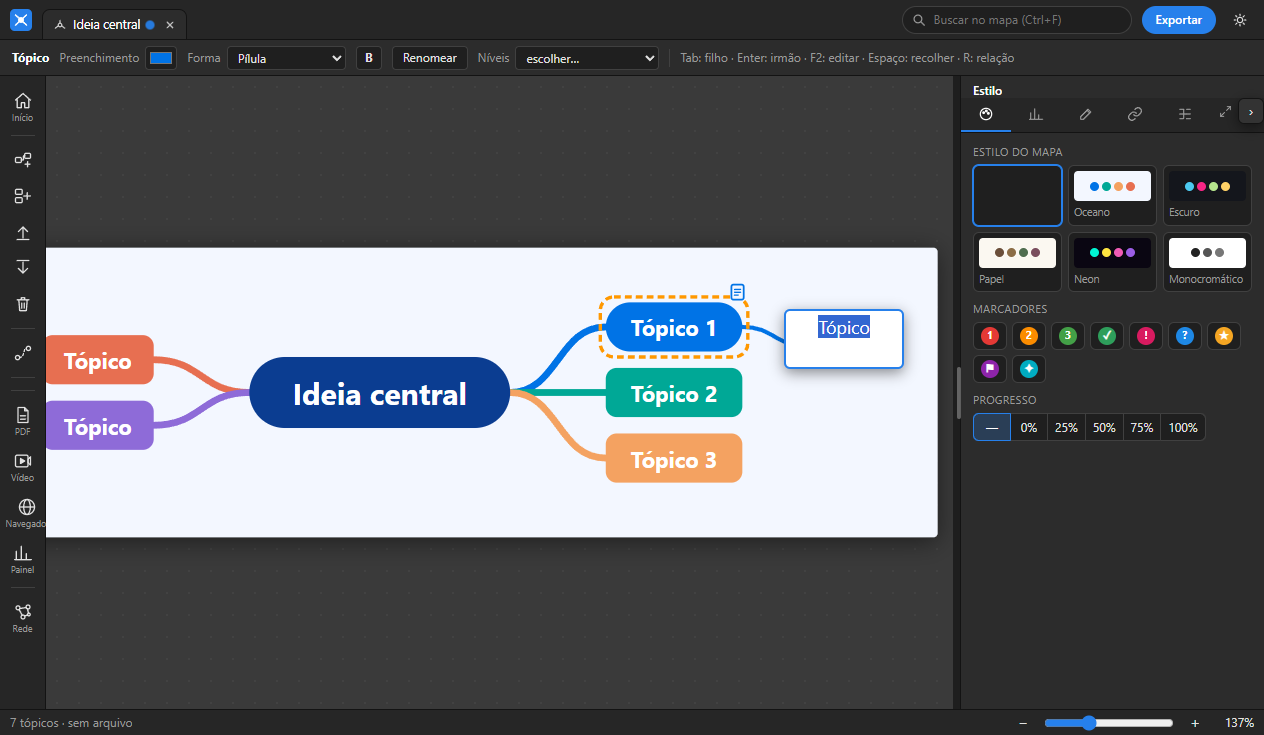 Ideia central
Buscar no mapa (Ctrl+F)
Exportar
Tópico
Preenchimento
Forma
Pílula
B
Renomear
Níveis
escolher...
Tab: filho · Enter: irmão · F2: editar · Espaço: recolher · R: relação
Início
PDF
Vídeo
Navegado
Painel
Rede
Tópico
Tópico
Ideia central
Tópico 1
Tópico 2
Tópico 3
Tópico
Estilo
ESTILO DO MAPA
Oceano
Escuro
Papel
Neon
Monocromático
MARCADORES
1
2
3
!
?
PROGRESSO
—
0%
25%
50%
75%
100%
7 tópicos · sem arquivo
137%